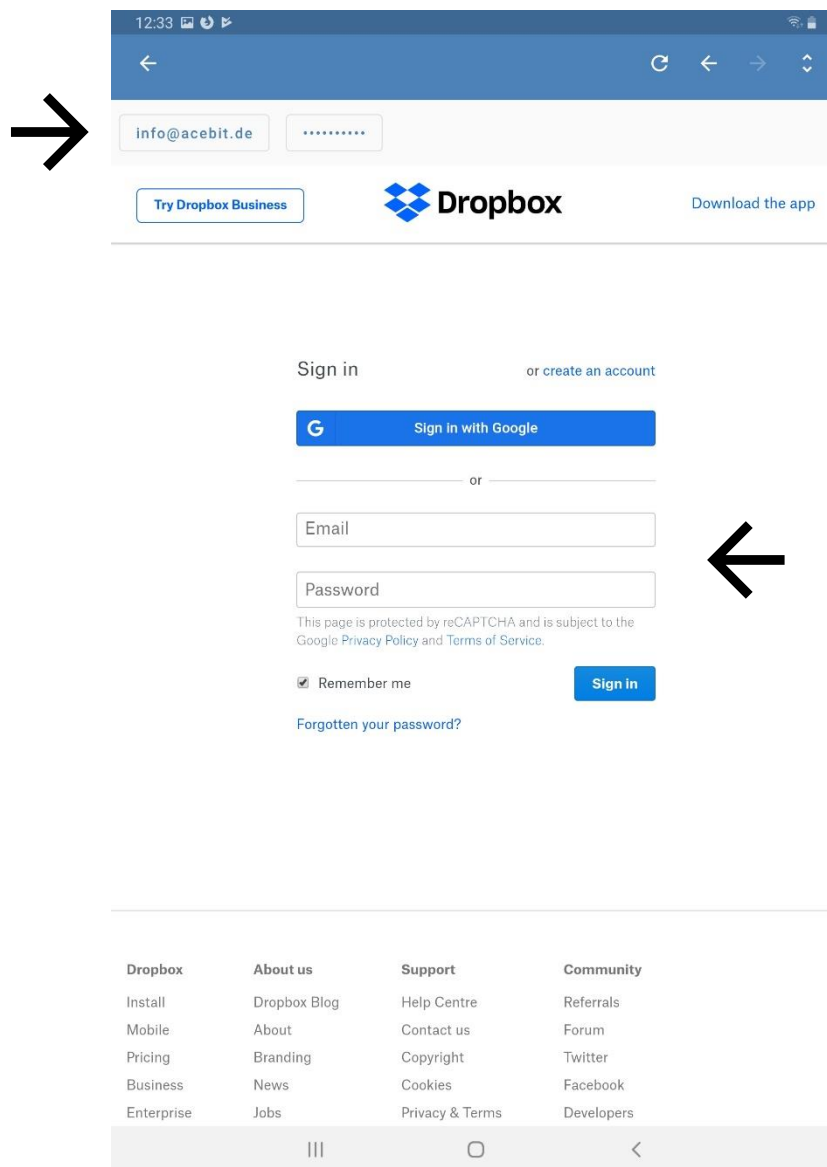 12:33
info@acebit.de ••••••••••
Try Dropbox Business Dropbox Download the app
Sign in or create an account
G Sign in with Google
or
Email
Password
This page is protected by reCAPTCHA and is subject to the
Google Privacy Policy and Terms of Service.
Remember me Sign in
Forgotten your password?
Dropbox About us Support Community
Install Dropbox Blog Help Centre Referrals
Mobile About Contact us Forum
Pricing Branding Copyright Twitter
Business News Cookies Facebook
Enterprise Jobs Privacy & Terms Developers